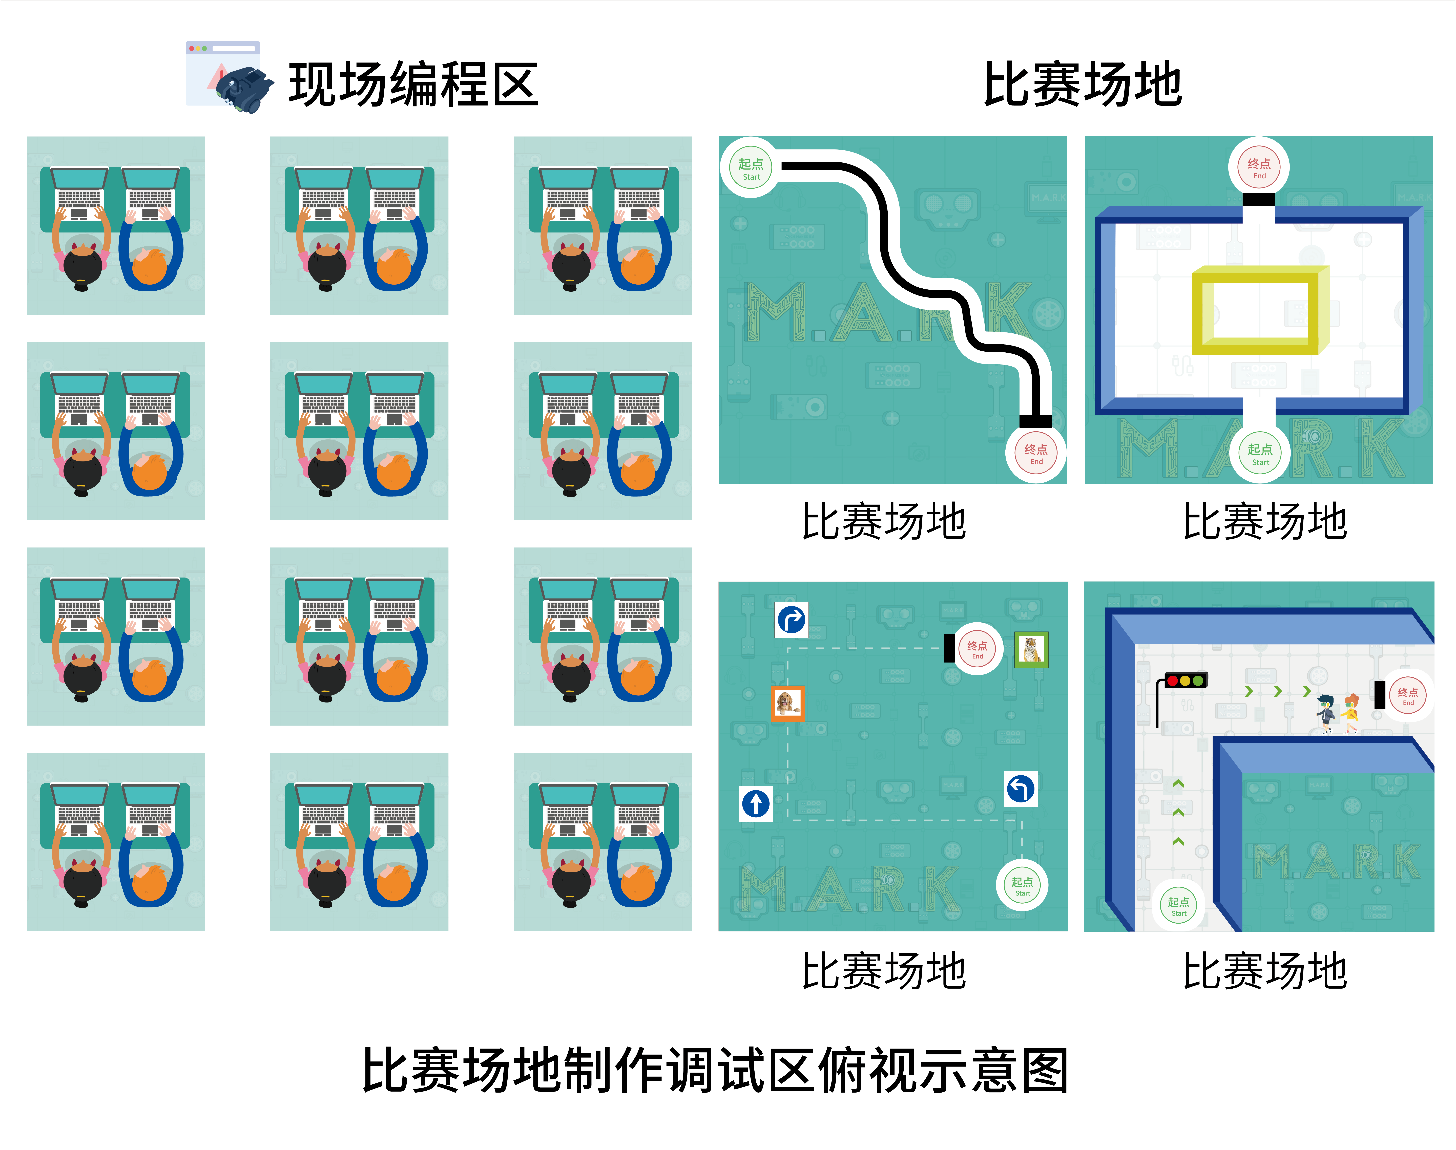 现场编程区
比赛场地
起点
Start
终点
End
M.A.R.K
比赛场地
终点
End
M.A.R.K
M.A.R.K
起点
Start
比赛场地
终点
End
M.A.R.K
起点
Start
比赛场地
终点
End
M.A.R.K
起点
Start
比赛场地
比赛场地制作调试区俯视示意图